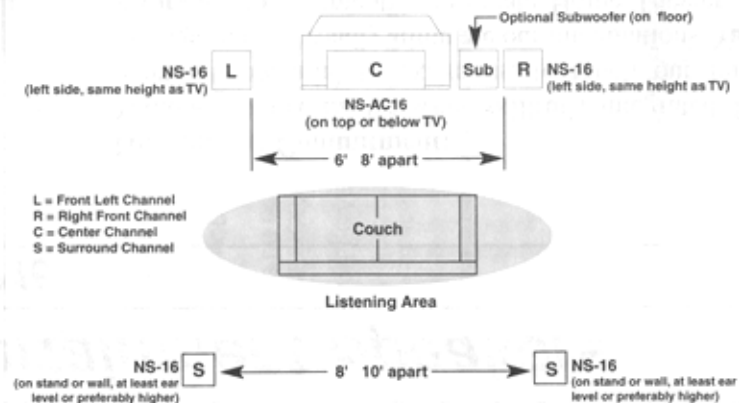 Optional Subwoofer (on floor)
NS-16
(left side, same height as TV)
L
C
Sub
R
NS-16
(left side, same height as TV)
NS-AC16
(on top or below TV)
6' 8' apart
L = Front Left Channel
R = Right Front Channel
C = Center Channel
S = Surround Channel
Couch
Listening Area
NS-16
(on stand or wall, at least ear
level or preferably higher)
S
8' 10' apart
S
NS-16
(on stand or wall, at least ear
level or preferably higher)